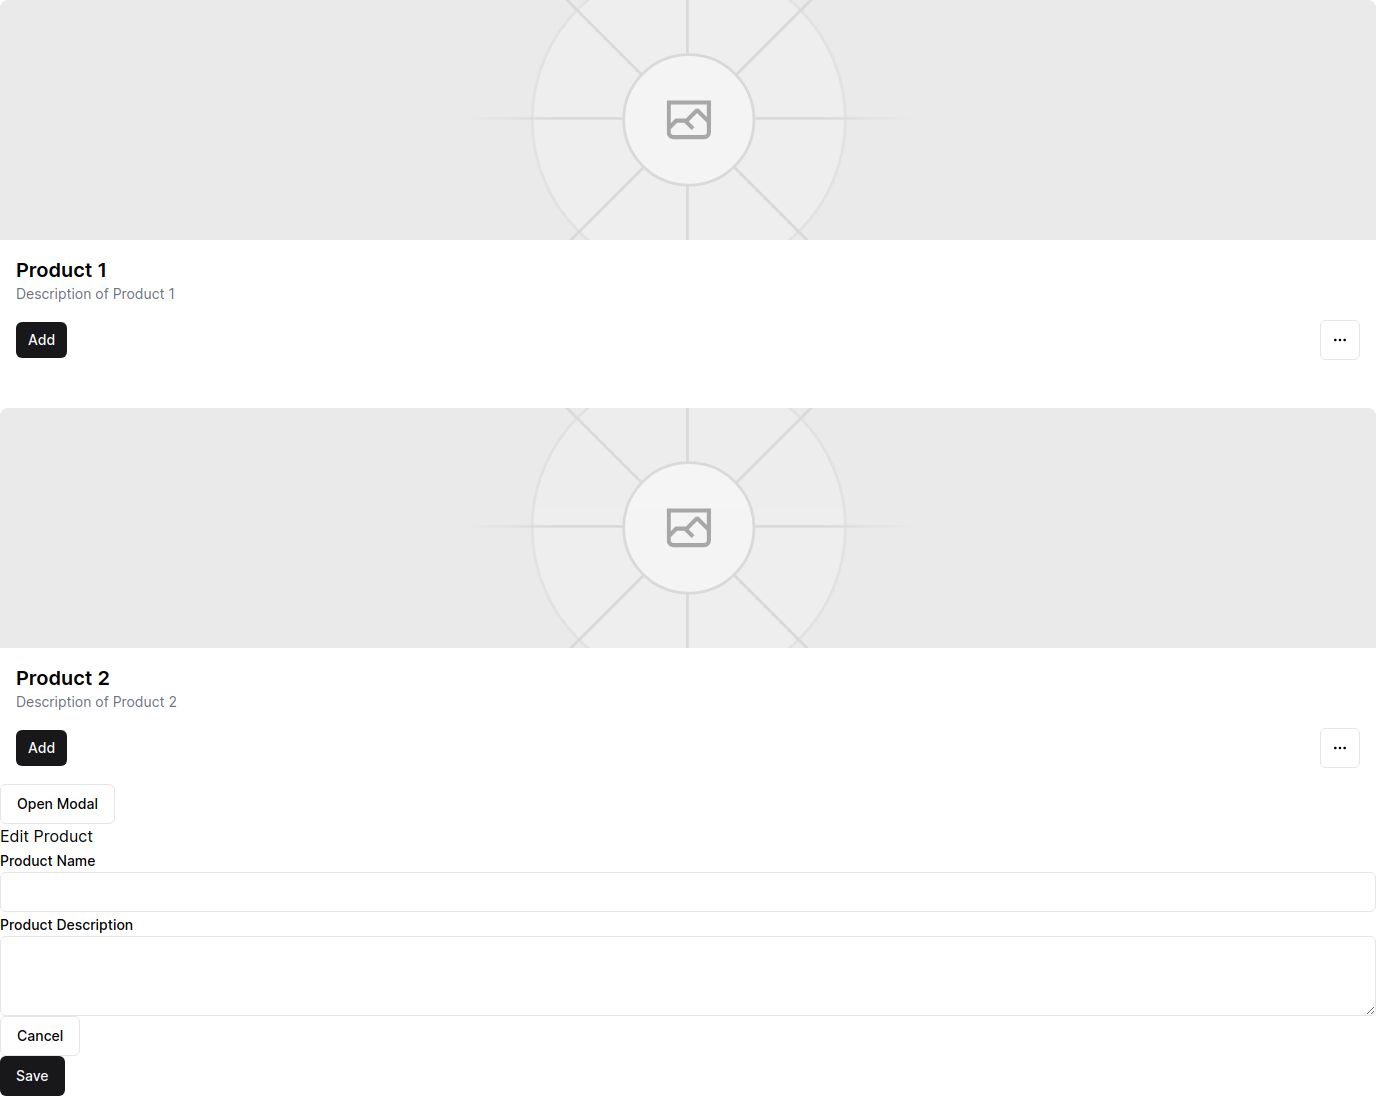 Product 1
Description of Product 1
Add
Product 2
Description of Product 2
Add
Open Modal
Edit Product
Product Name
Product Description
Cancel
Save